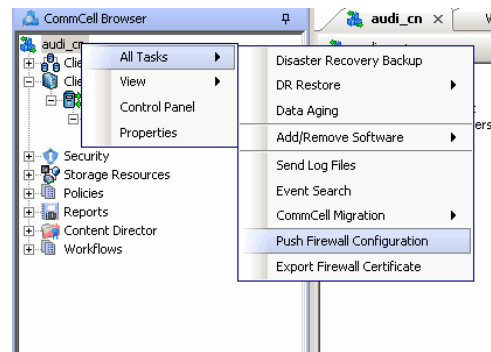 CommCell Browser
audi_cn
audi_cn
All Tasks
View
Control Panel
Properties
Disaster Recovery Backup
DR Restore
Data Aging
Add/Remove Software
Send Log Files
Event Search
CommCell Migration
Push Firewall Configuration
Export Firewall Certificate
Security
Storage Resources
Policies
Reports
Content Director
Workflows